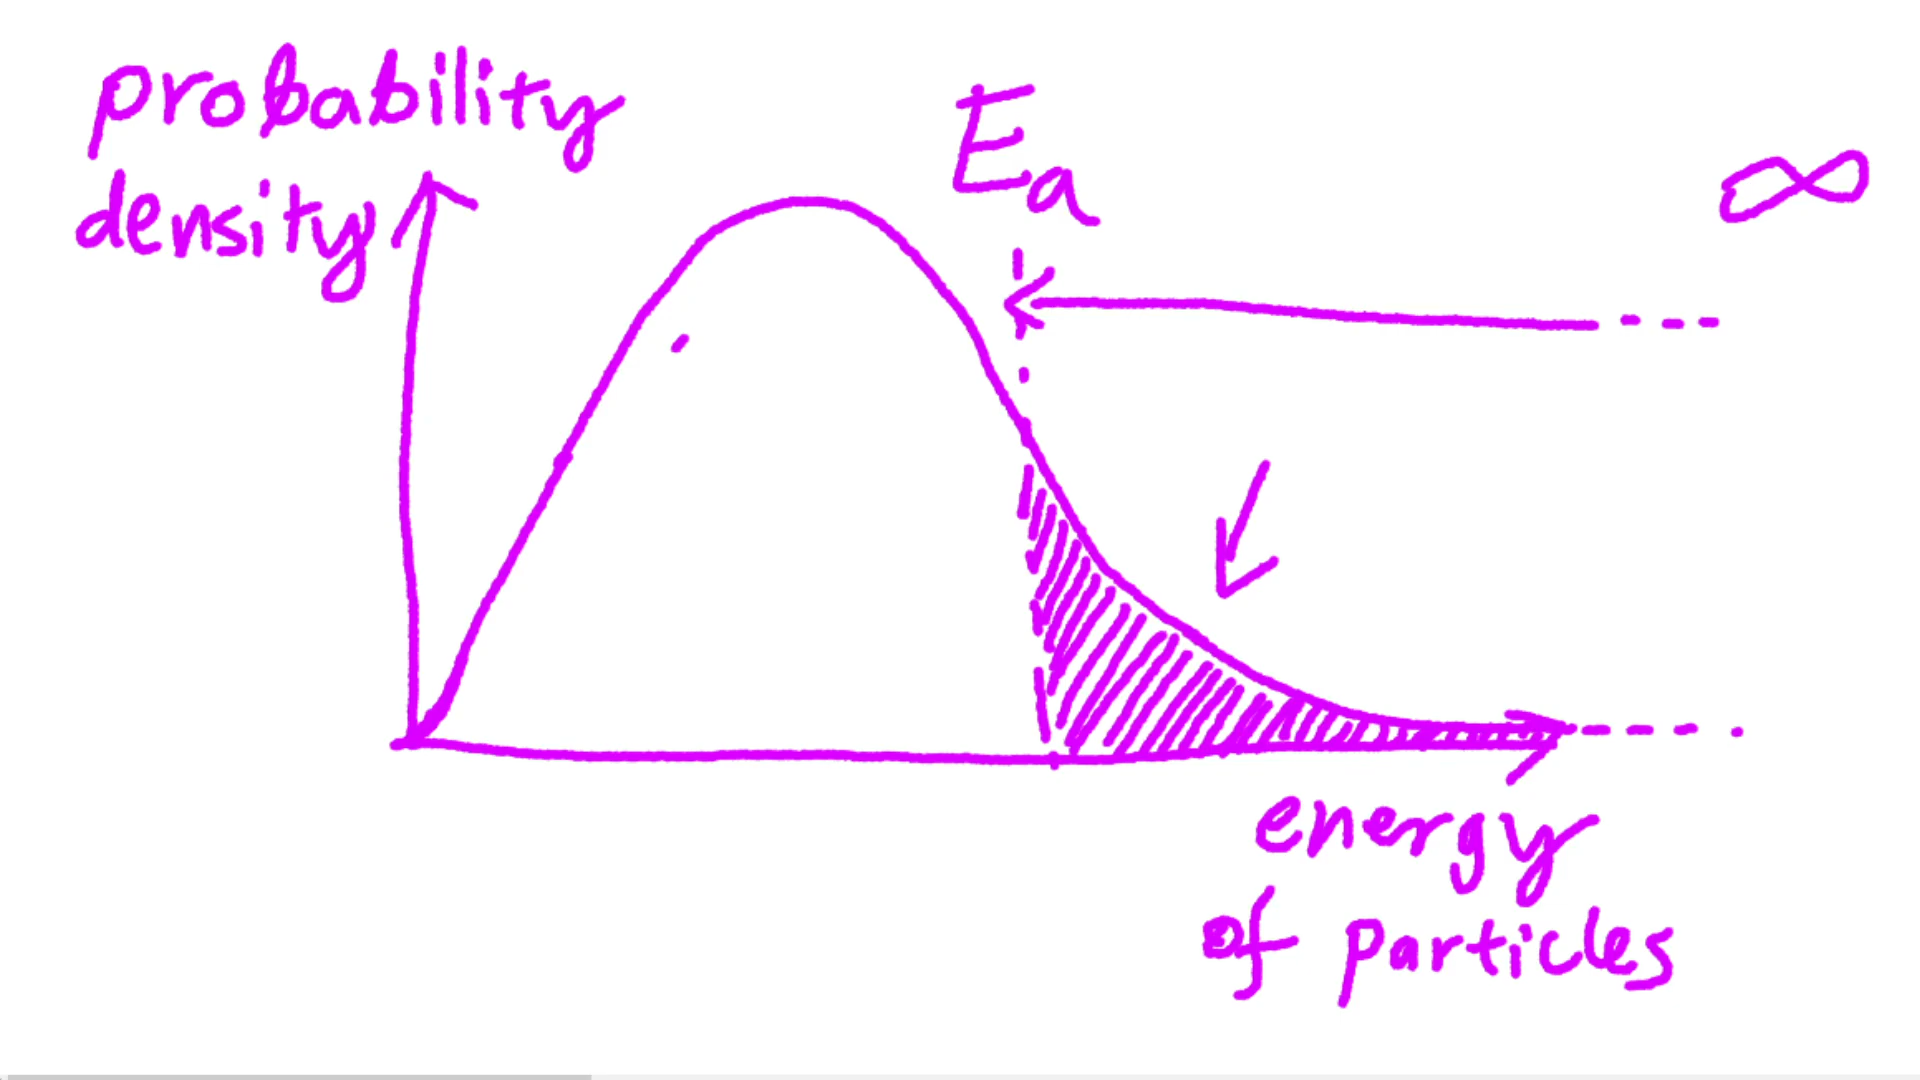 probability
density
Ea
∞
energy
of particles